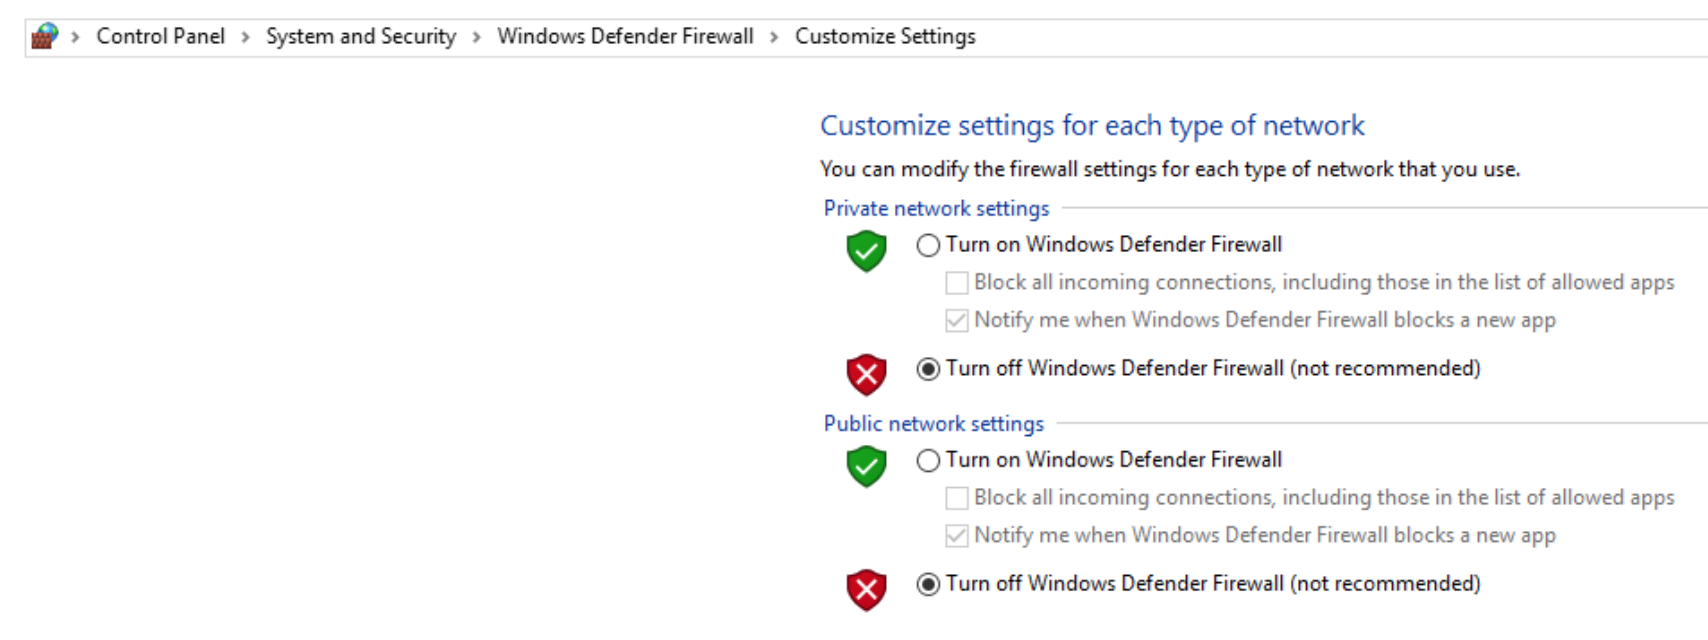 Control Panel > System and Security > Windows Defender Firewall > Customize Settings
Customize settings for each type of network
You can modify the firewall settings for each type of network that you use.
Private network settings
Turn on Windows Defender Firewall
Block all incoming connections, including those in the list of allowed apps
Notify me when Windows Defender Firewall blocks a new app
Turn off Windows Defender Firewall (not recommended)
Public network settings
Turn on Windows Defender Firewall
Block all incoming connections, including those in the list of allowed apps
Notify me when Windows Defender Firewall blocks a new app
Turn off Windows Defender Firewall (not recommended)